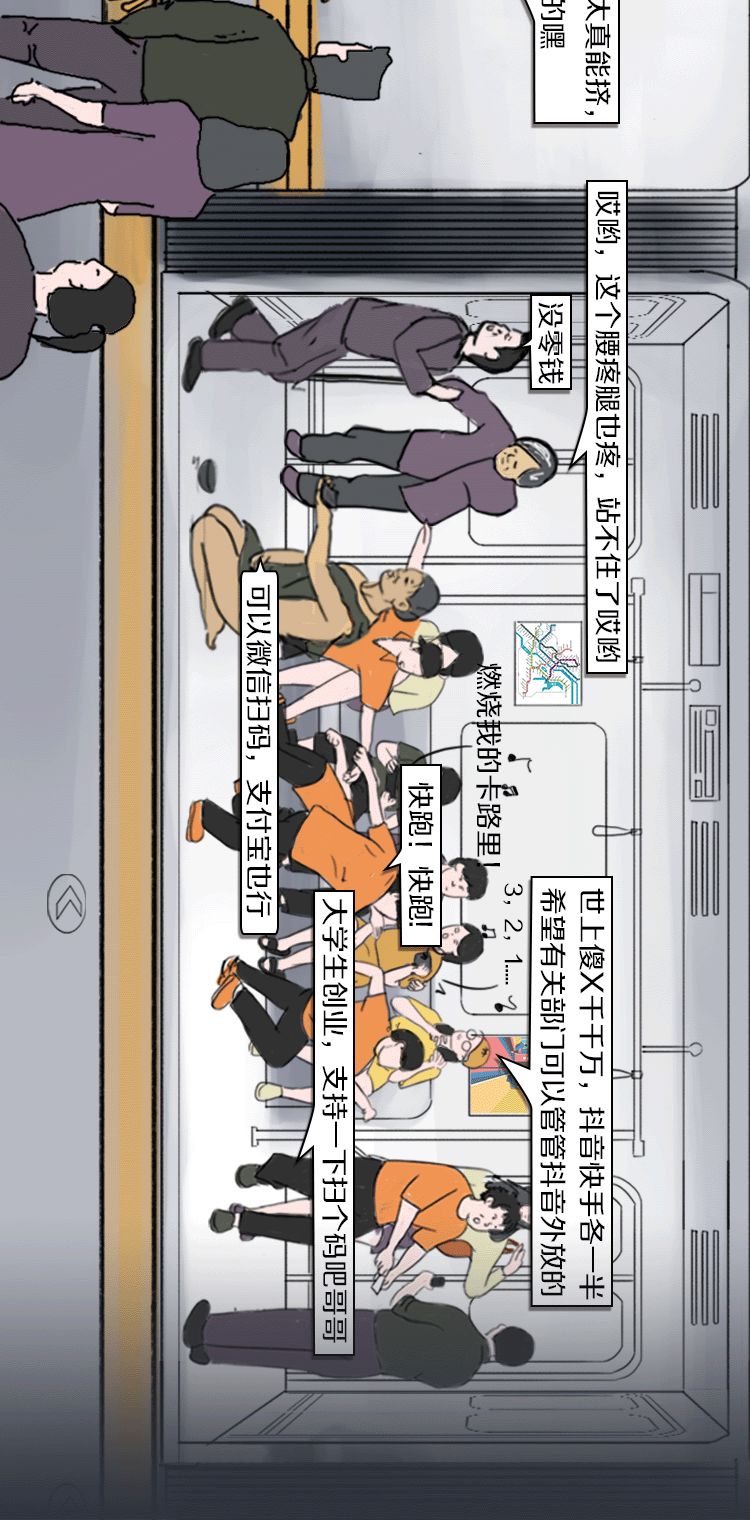 太真能挤，
的嘿
哎哟，这个腰疼腿也疼，站不住了哎哟
没零钱
可以微信扫码，支付宝也行
燃烧我的卡路里！
快跑！快跑！
3，2，1……
世上傻X千千万，抖音快手各一半
希望有关部门可以管管抖音外放的
大学生创业，支持一下扫个码吧哥哥